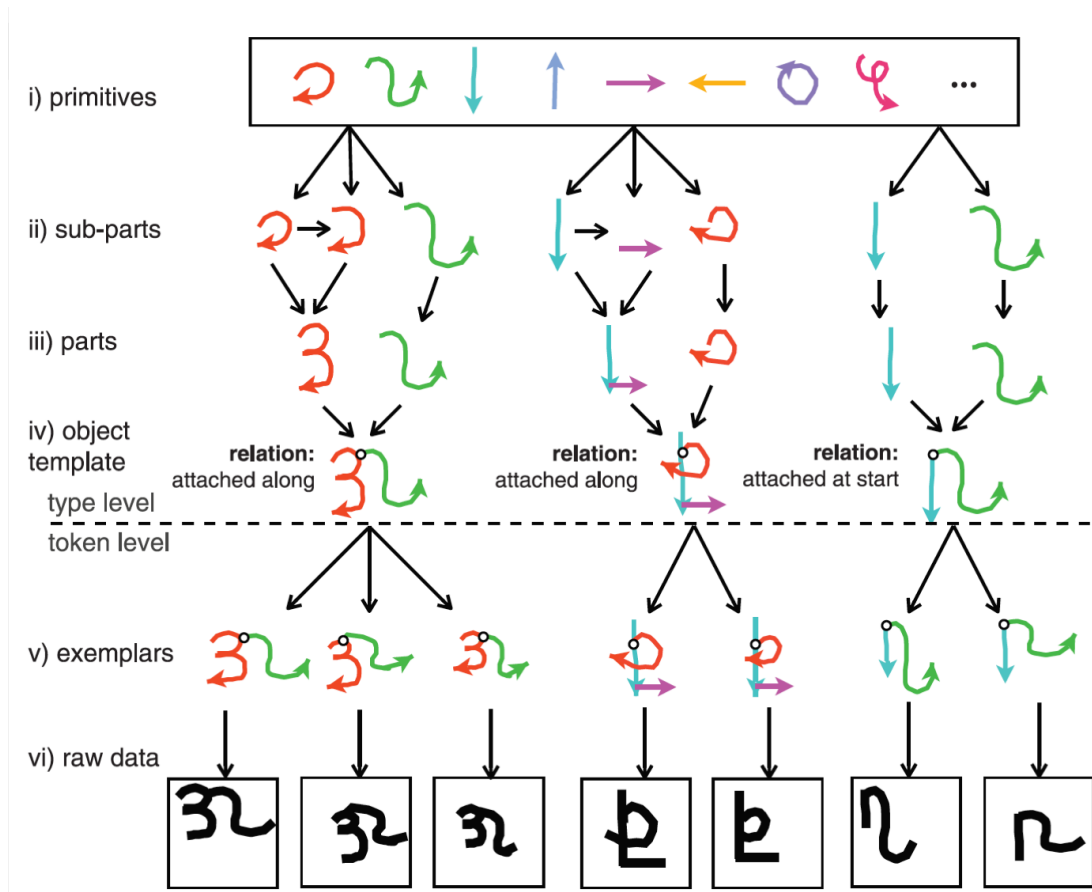 i) primitives
...
ii) sub-parts
iii) parts
iv) object
template
relation:
attached along
relation:
attached along
relation:
attached at start
type level
token level
v) exemplars
vi) raw data